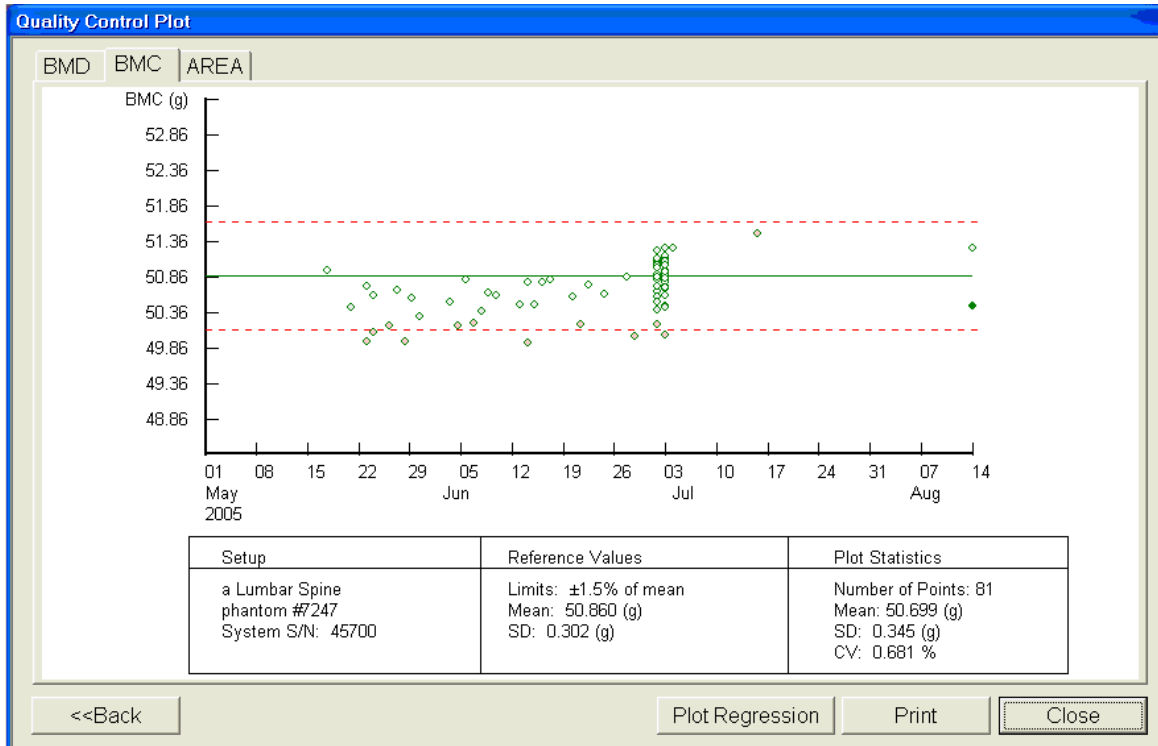 Quality Control Plot
BMD BMC AREA
BMC (g)
52.86
52.36
51.86
51.36
50.86
50.36
49.86
49.36
48.86
01 08 15 22 29 05 12 19 26 03 10 17 24 31 07 14
May Jun Jul Aug
2005
Setup
a Lumbar Spine
phantom #7247
System S/N: 45700
Reference Values
Limits: ±1.5% of mean
Mean: 50.860 (g)
SD: 0.302 (g)
Plot Statistics
Number of Points: 81
Mean: 50.699 (g)
SD: 0.345 (g)
CV: 0.681 %
<<Back Plot Regression Print Close